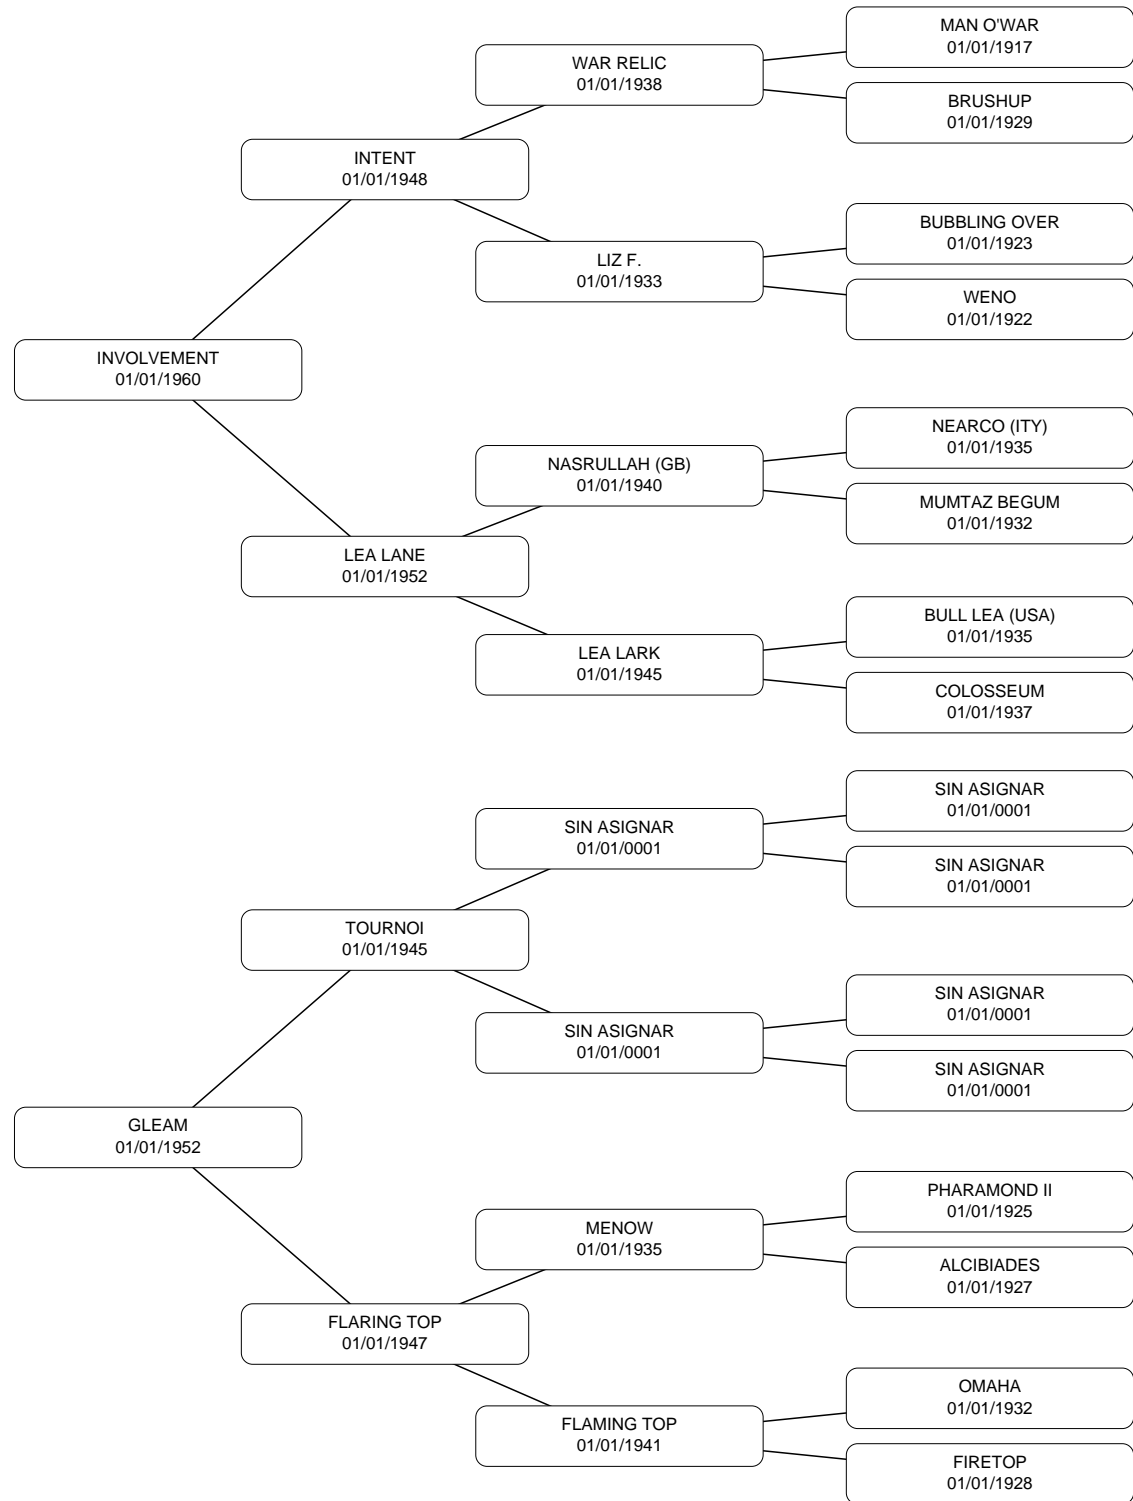 MAN O'WAR
01/01/1917
WAR RELIC
01/01/1938
BRUSHUP
01/01/1929
INTENT
01/01/1948
BUBBLING OVER
01/01/1923
LIZ F.
01/01/1933
WENO
01/01/1922
INVOLVEMENT
01/01/1960
NEARCO (ITY)
01/01/1935
NASRULLAH (GB)
01/01/1940
MUMTAZ BEGUM
01/01/1932
LEA LANE
01/01/1952
BULL LEA (USA)
01/01/1935
LEA LARK
01/01/1945
COLOSSEUM
01/01/1937
SIN ASIGNAR
01/01/0001
SIN ASIGNAR
01/01/0001
SIN ASIGNAR
01/01/0001
TOURNOI
01/01/1945
SIN ASIGNAR
01/01/0001
SIN ASIGNAR
01/01/0001
SIN ASIGNAR
01/01/0001
GLEAM
01/01/1952
PHARAMOND II
01/01/1925
MENOW
01/01/1935
ALCIBIADES
01/01/1927
FLARING TOP
01/01/1947
OMAHA
01/01/1932
FLAMING TOP
01/01/1941
FIRETOP
01/01/1928